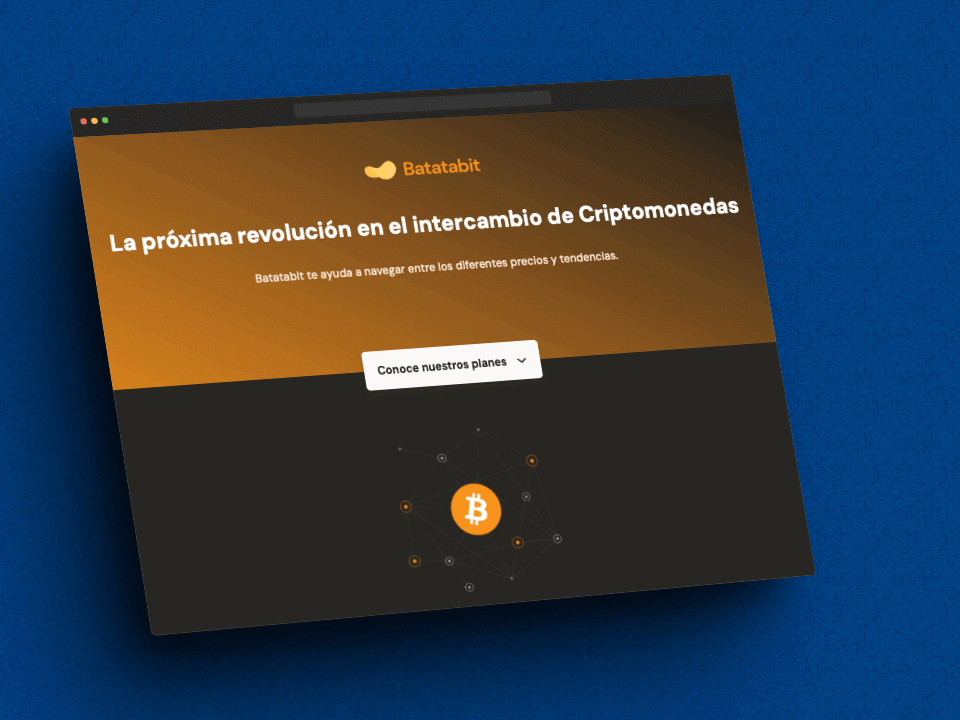 Batatabit
La próxima revolución en el intercambio de Criptomonedas
Batatabit te ayuda a navegar entre los diferentes precios y tendencias.
Conoce nuestros planes